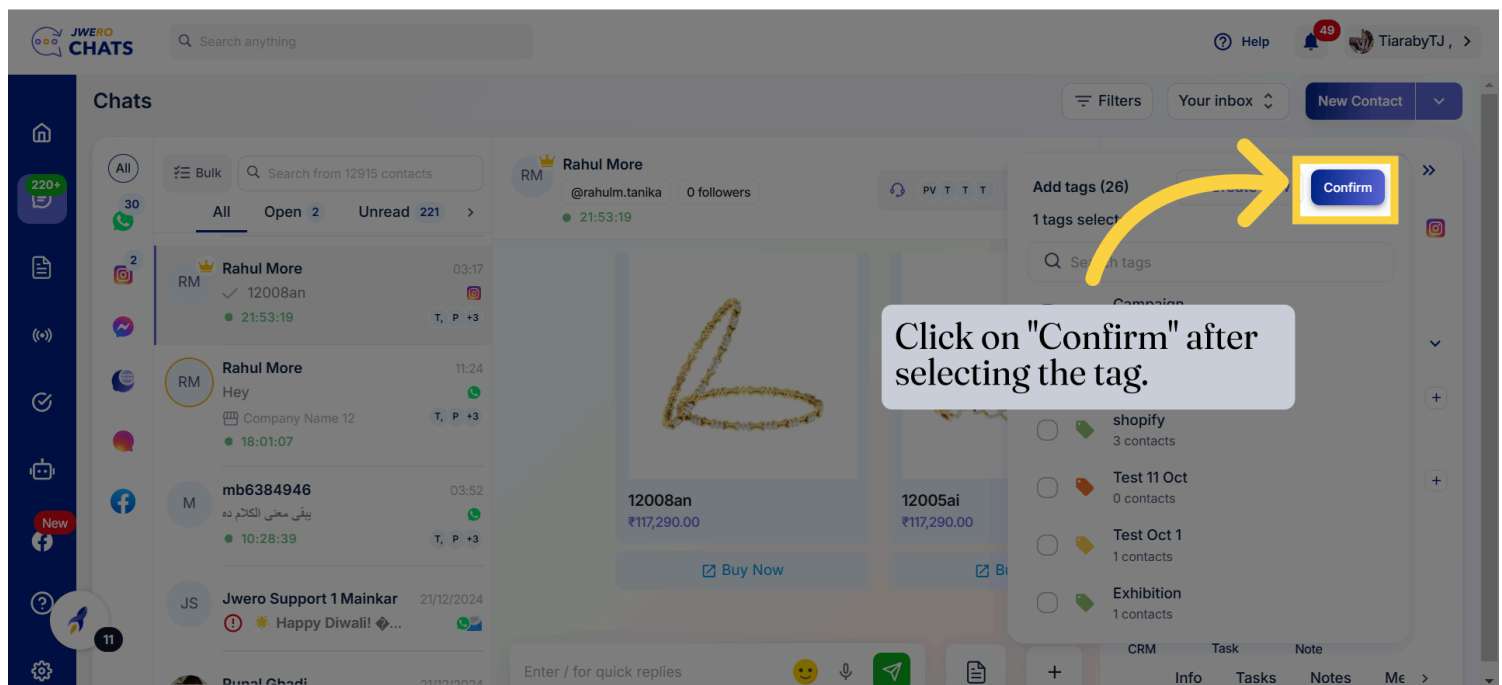 JWERO
CHATS
Search anything
Help
49
TiarabyTJ ,
Chats
Filters
Your inbox
New Contact
220+
New
11
All
30
2
Bulk
Search from 12915 contacts
All
Open 2
Unread 221
RM
Rahul More
03:17
12008an
21:53:19
T, P +3
RM
Rahul More
11:24
Hey
Company Name 12
T, P +3
18:01:07
M
mb6384946
03:52
يبقى معنى الكلام ده
10:28:39
T, P +3
JS
Jwero Support 1 Mainkar
21/12/2024
Happy Diwali! �...
21/12/2024
RM
Rahul More
@rahulm.tanika
0 followers
21:53:19
PV T T T
12008an
₹117,290.00
Buy Now
12005ai
₹117,290.00
Enter / for quick replies
Add tags (26)
Confirm
1 tags
Search tags
Campaign
Click on "Confirm" after
selecting the tag.
shopify
3 contacts
Test 11 Oct
0 contacts
Test Oct 1
1 contacts
Exhibition
1 contacts
CRM
Task
Note
Info
Tasks
Notes